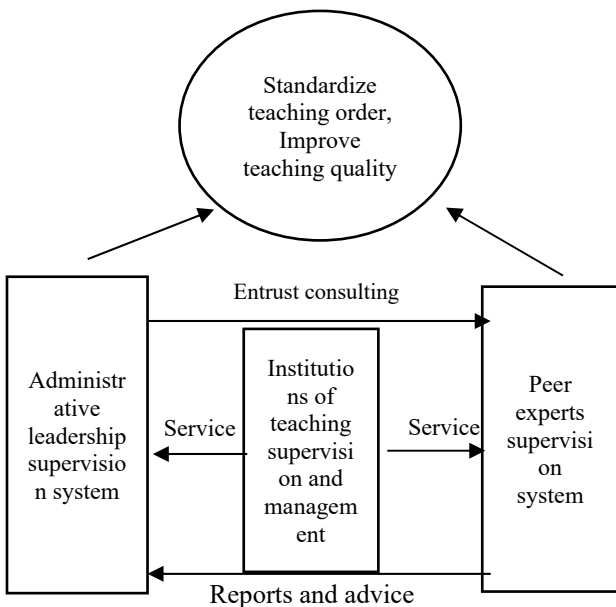 Standardize
teaching order,
Improve
teaching quality
Entrust consulting
Administr
ative
leadership
supervisio
n system
Service
Institutio
ns of
teaching
supervisi
on and
managem
ent
Service
Peer
experts
supervisi
on
system
Reports and advice